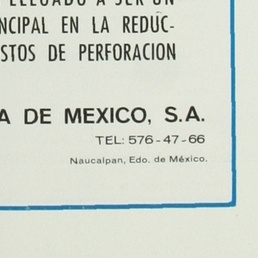 LLEGADO A SER UN
NCIPAL EN LA REDUC-
STOS DE PERFORACION
A DE MEXICO, S.A.
TEL: 576-47-66
Naucalpan, Edo. de México.